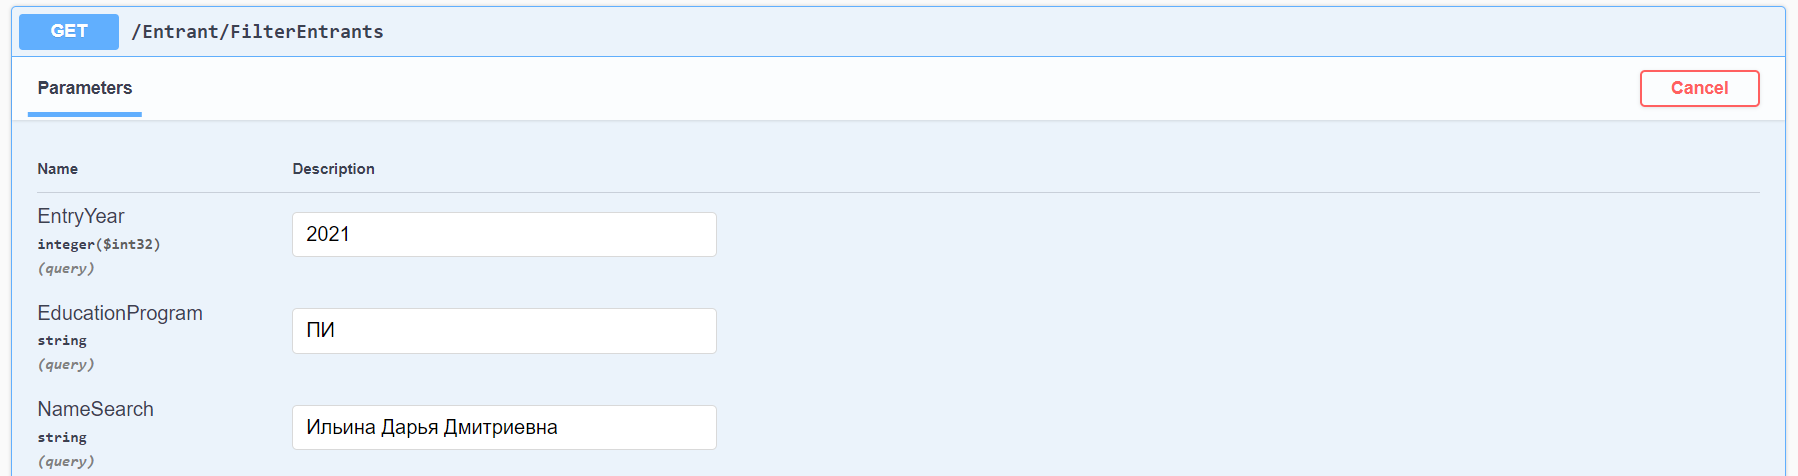 GET /Entrant/FilterEntrants
Parameters
Cancel
Name Description
EntryYear
integer($int32)
(query)
2021
EducationProgram
string
(query)
ПИ
NameSearch
string
(query)
Ильина Дарья Дмитриевна